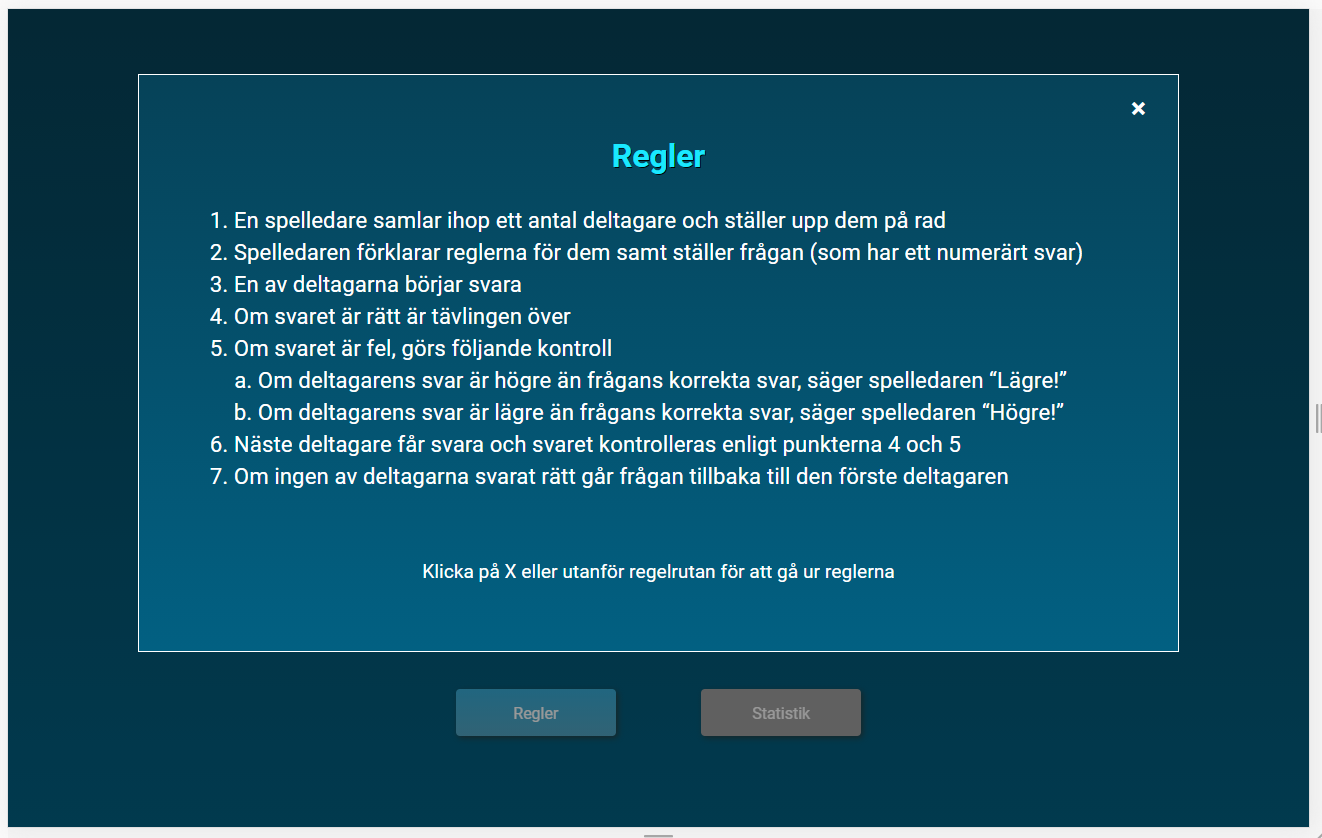 Regler
1. En spelledare samlar ihop ett antal deltagare och ställer upp dem på rad
2. Spelledaren förklarar reglerna för dem samt ställer frågan (som har ett numerärt svar)
3. En av deltagarna börjar svara
4. Om svaret är rätt är tävlingen över
5. Om svaret är fel, görs följande kontroll
a. Om deltagarens svar är högre än frågans korrekta svar, säger spelledaren “Lägre!”
b. Om deltagarens svar är lägre än frågans korrekta svar, säger spelledaren “Högre!”
6. Näste deltagare får svara och svaret kontrolleras enligt punkterna 4 och 5
7. Om ingen av deltagarna svarat rätt går frågan tillbaka till den förste deltagaren
Klicka på X eller utanför regelrutan för att gå ur reglerna
Regler
Statistik